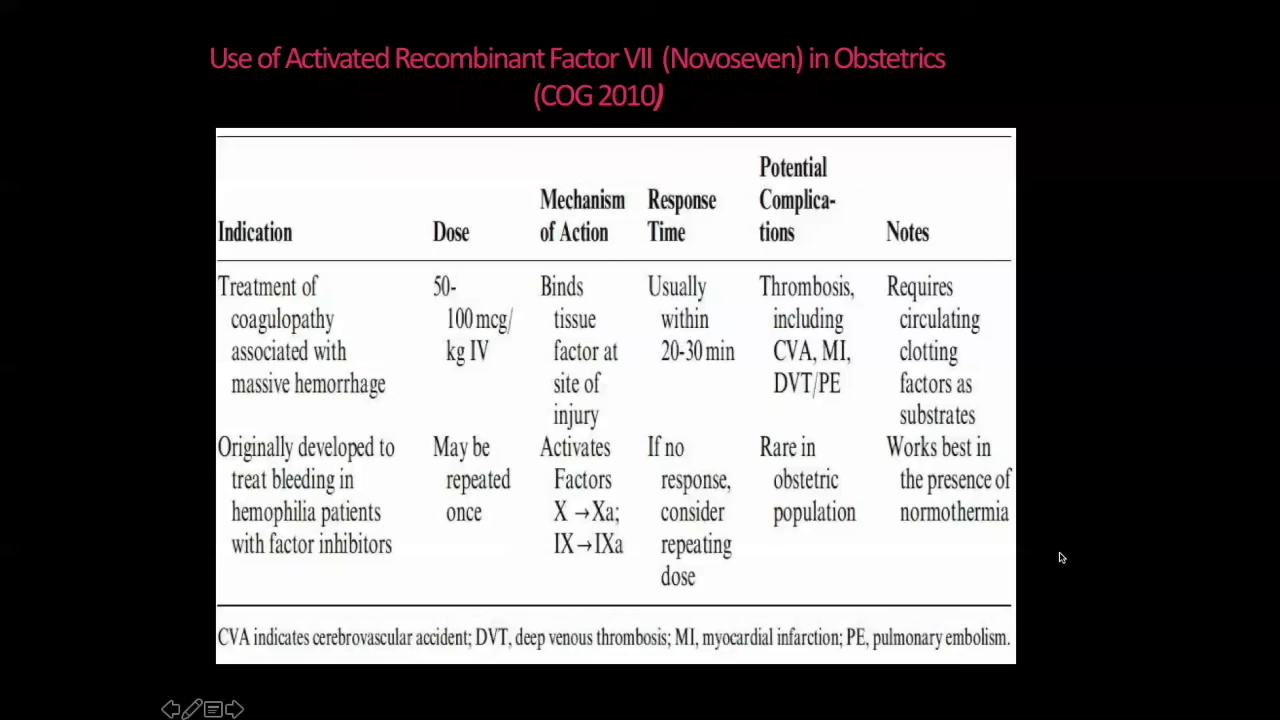 Use of Activated Recombinant Factor VII (Novoseven) in Obstetrics
(COG 2010)
Indication
Dose
Mechanism
of Action
Response
Time
Potential
Complica-
tions
Notes
Treatment of
coagulopathy
associated with
massive hemorrhage
50-
100 mcg/
kg IV
Binds
tissue
factor at
site of
injury
Usually
within
20-30 min
Thrombosis,
including
CVA, MI,
DVT/PE
Requires
circulating
clotting
factors as
substrates
Originally developed to
treat bleeding in
hemophilia patients
with factor inhibitors
May be
repeated
once
Activates
Factors
X →Xa;
IX→IXa
If no
response,
consider
repeating
dose
Rare in
obstetric
population
Works best in
the presence of
normothermia
CVA indicates cerebrovascular accident; DVT, deep venous thrombosis; MI, myocardial infarction; PE, pulmonary embolism.